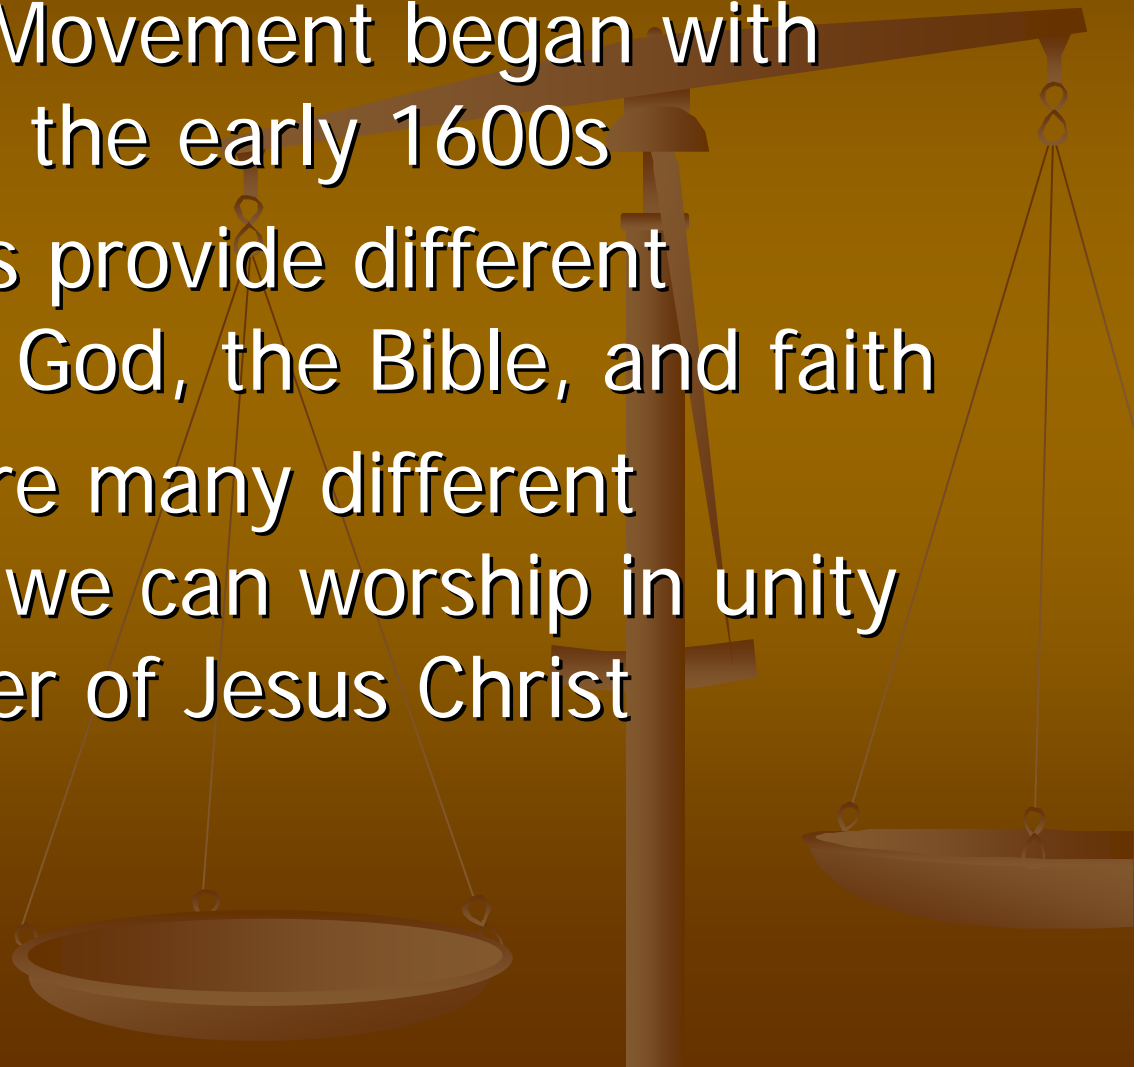 Movement began with
the early 1600s
s provide different
God, the Bible, and faith
re many different
we can worship in unity
er of Jesus Christ